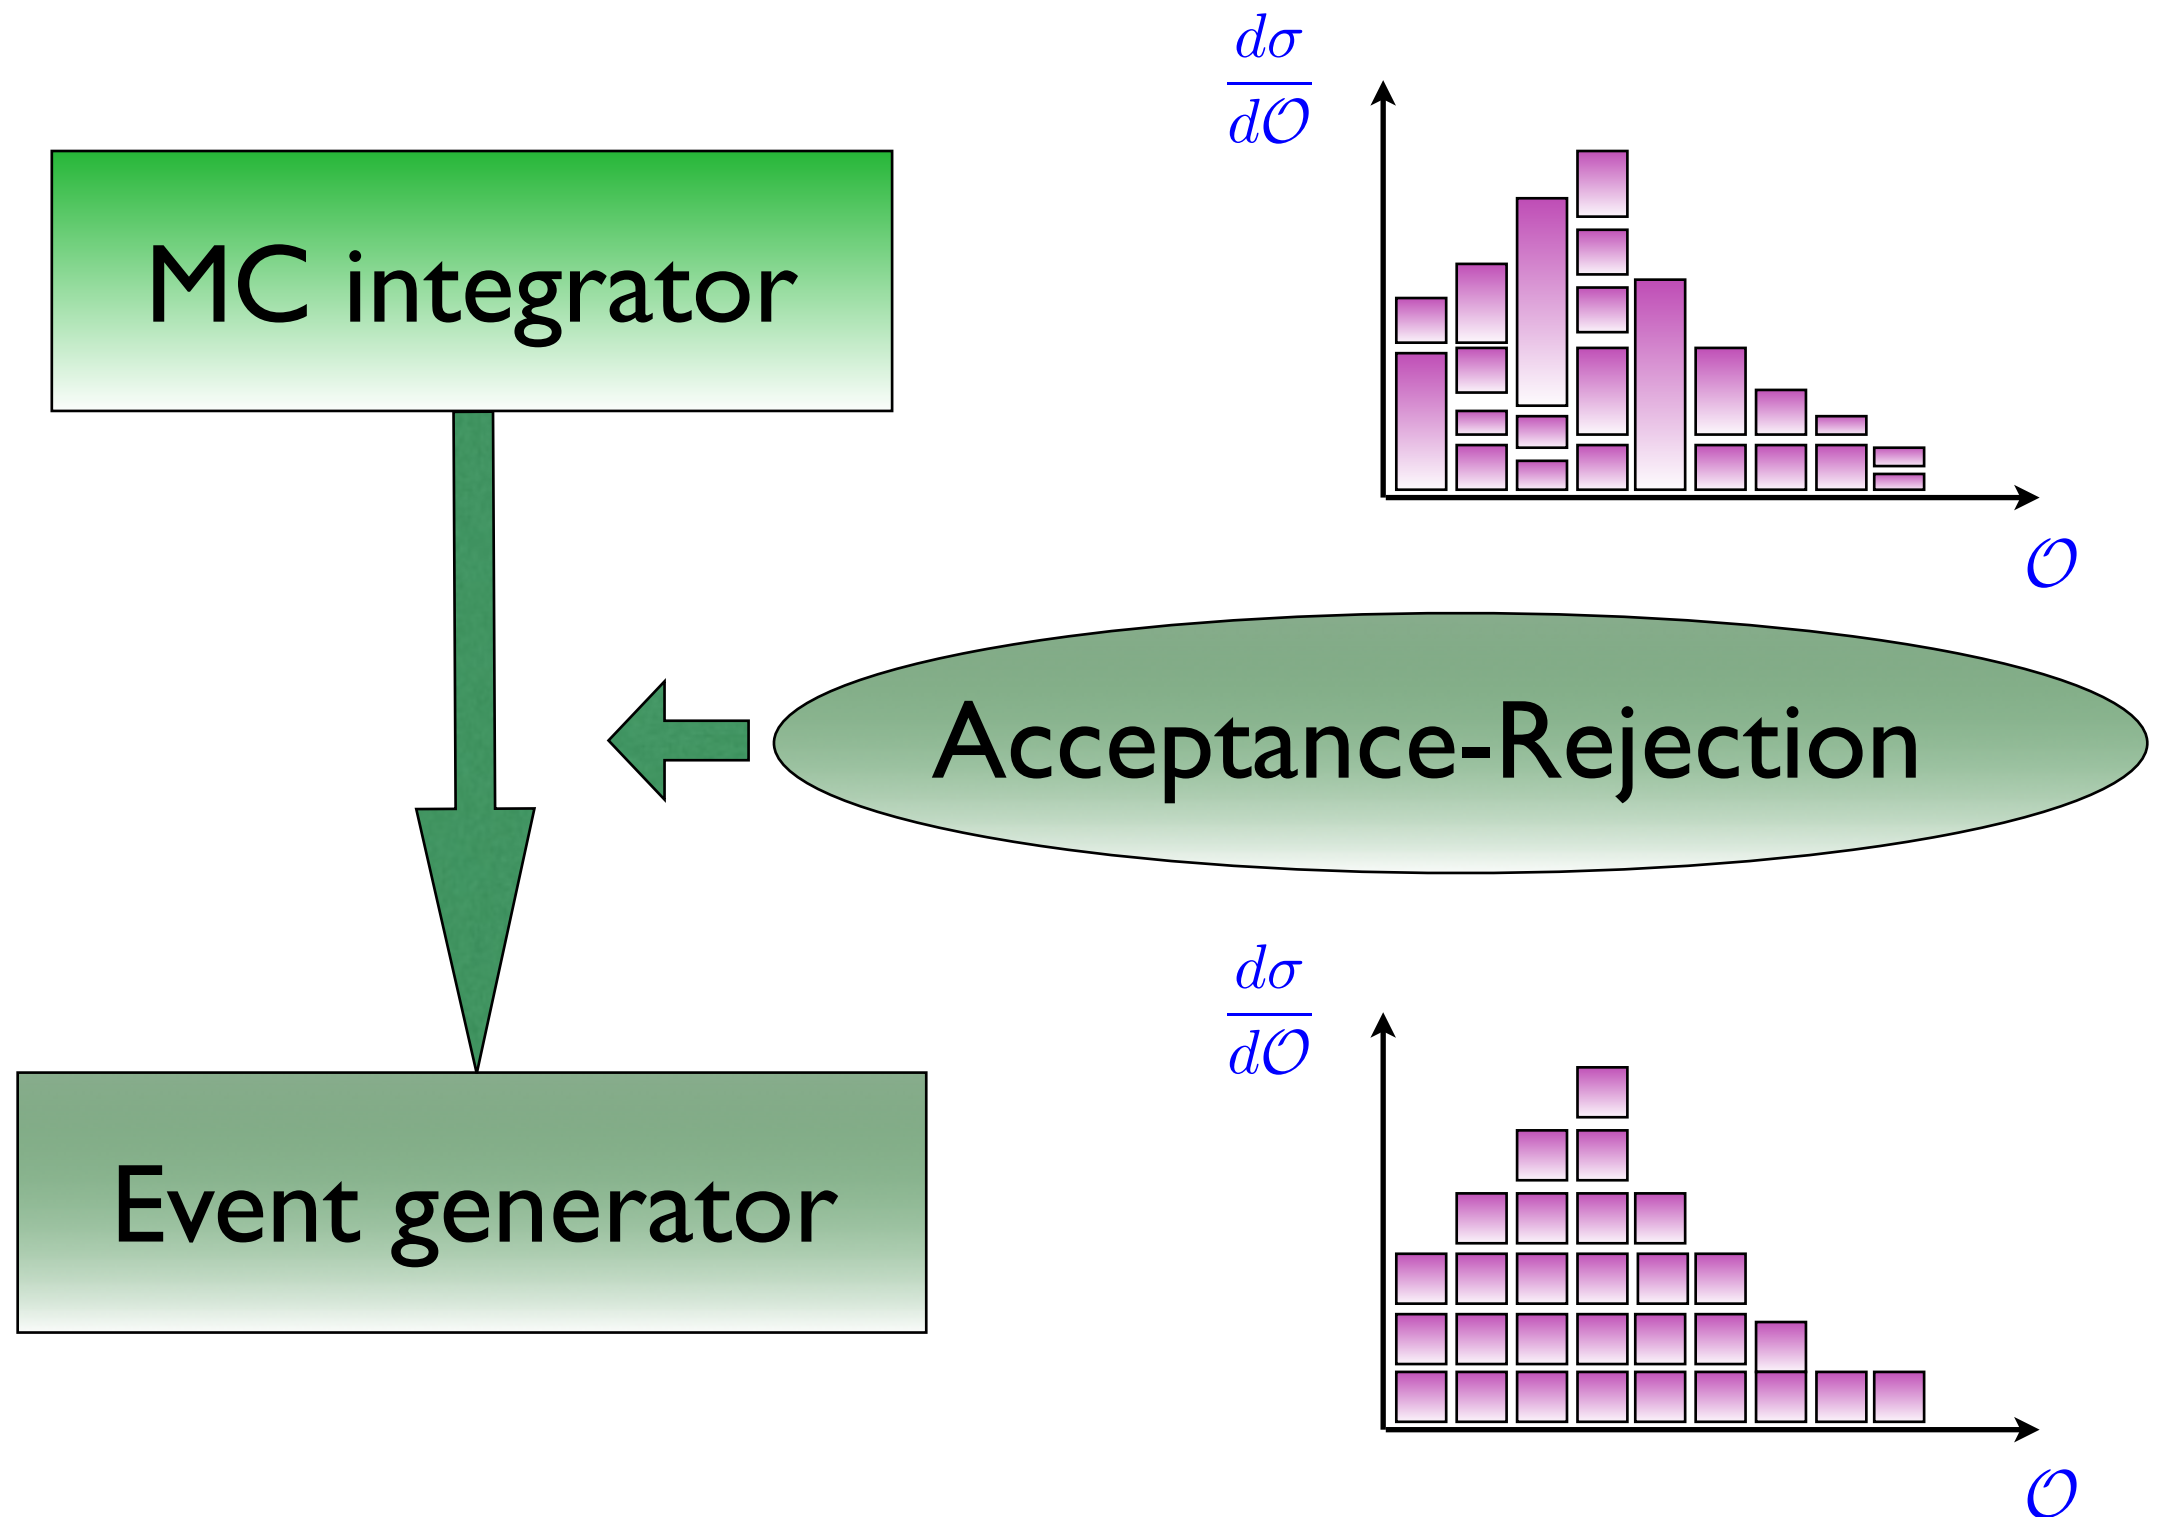 dσ
d𝒪
MC integrator
𝒪
Acceptance-Rejection
dσ
d𝒪
Event generator
𝒪